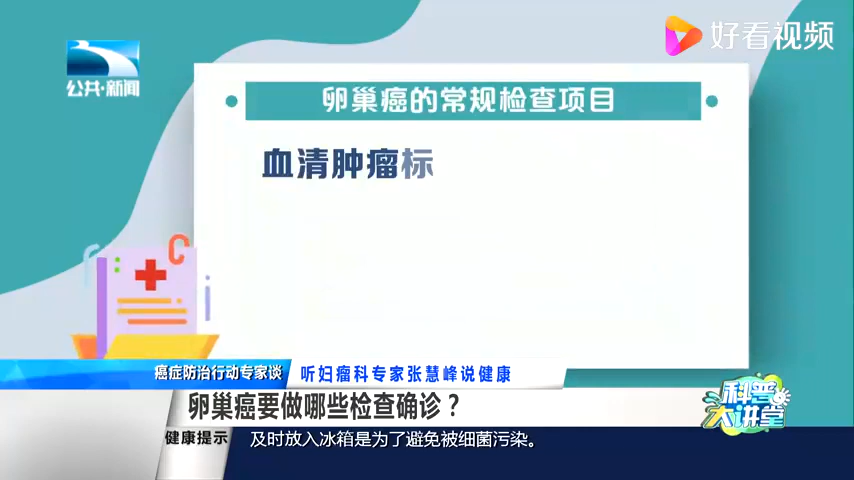 好看视频
公共·新闻
卵巢癌的常规检查项目
血清肿瘤标
癌症防治行动专家谈
听妇瘤科专家张慧峰说健康
卵巢癌要做哪些检查确诊？
科普大讲堂
健康提示
及时放入冰箱是为了避免被细菌污染。